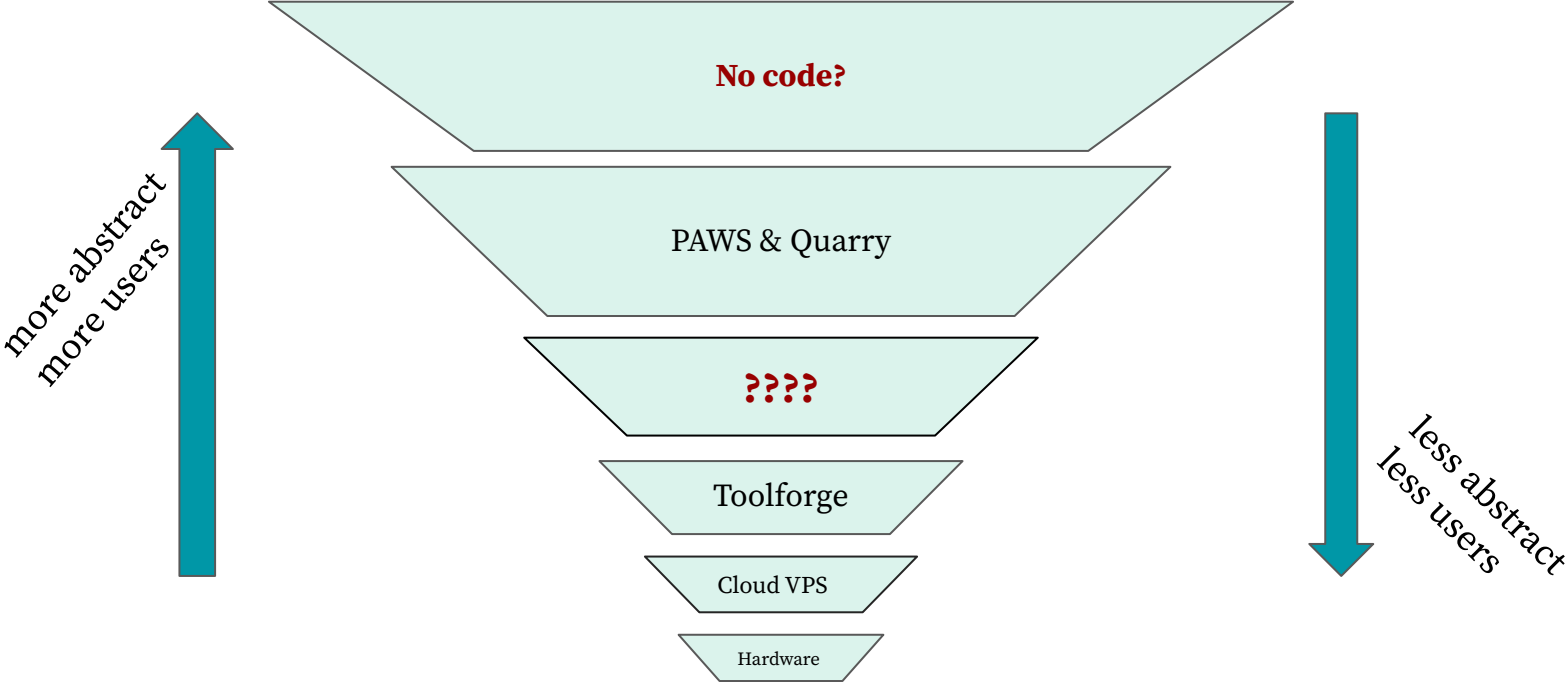 No code?
more abstract
more users
PAWS & Quarry
????
less abstract
less users
Toolforge
Cloud VPS
Hardware